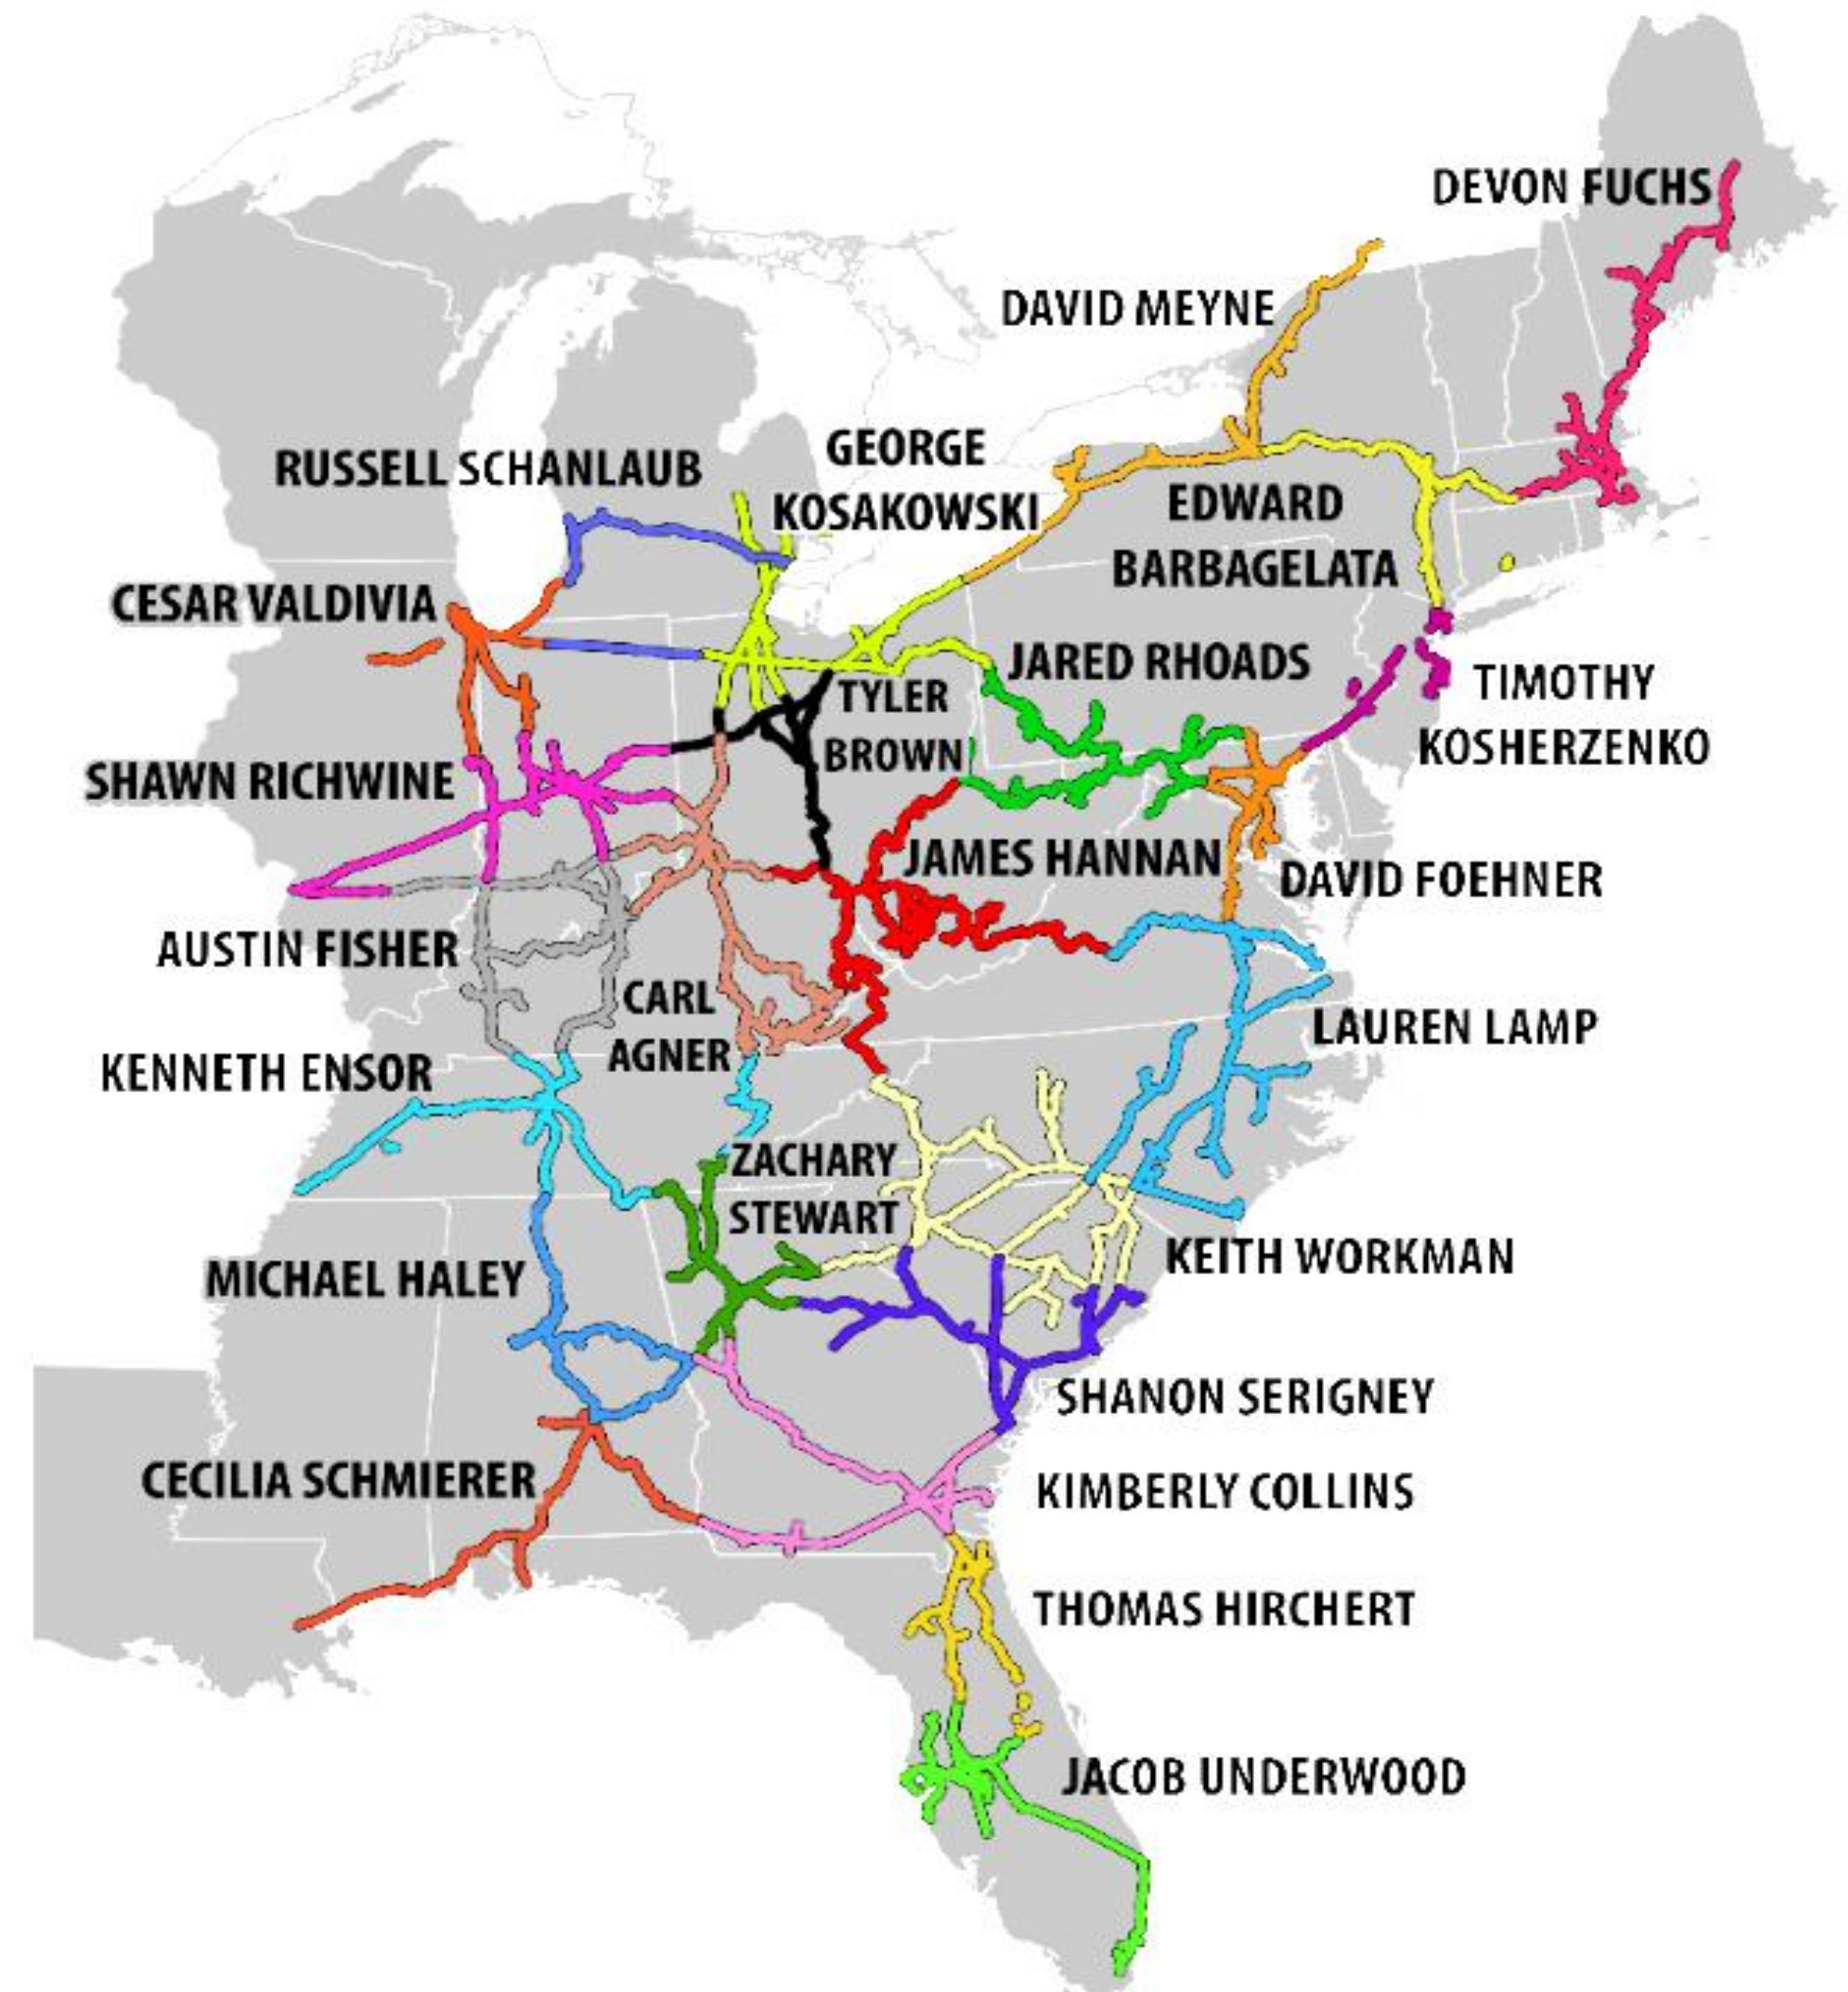 DEVON FUCHS
DAVID MEYNE
GEORGE
KOSAKOWSKI
RUSSELL SCHANLAUB
EDWARD
BARBAGELATA
CESAR VALDIVIA
JARED RHOADS
TIMOTHY
KOSHERZENKO
TYLER
BROWN
SHAWN RICHWINE
JAMES HANNAN
DAVID FOEHNER
AUSTIN FISHER
CARL
AGNER
LAUREN LAMP
KENNETH ENSOR
ZACHARY
STEWART
KEITH WORKMAN
MICHAEL HALEY
SHANON SERIGNEY
CECILIA SCHMIERER
KIMBERLY COLLINS
THOMAS HIRCHERT
JACOB UNDERWOOD